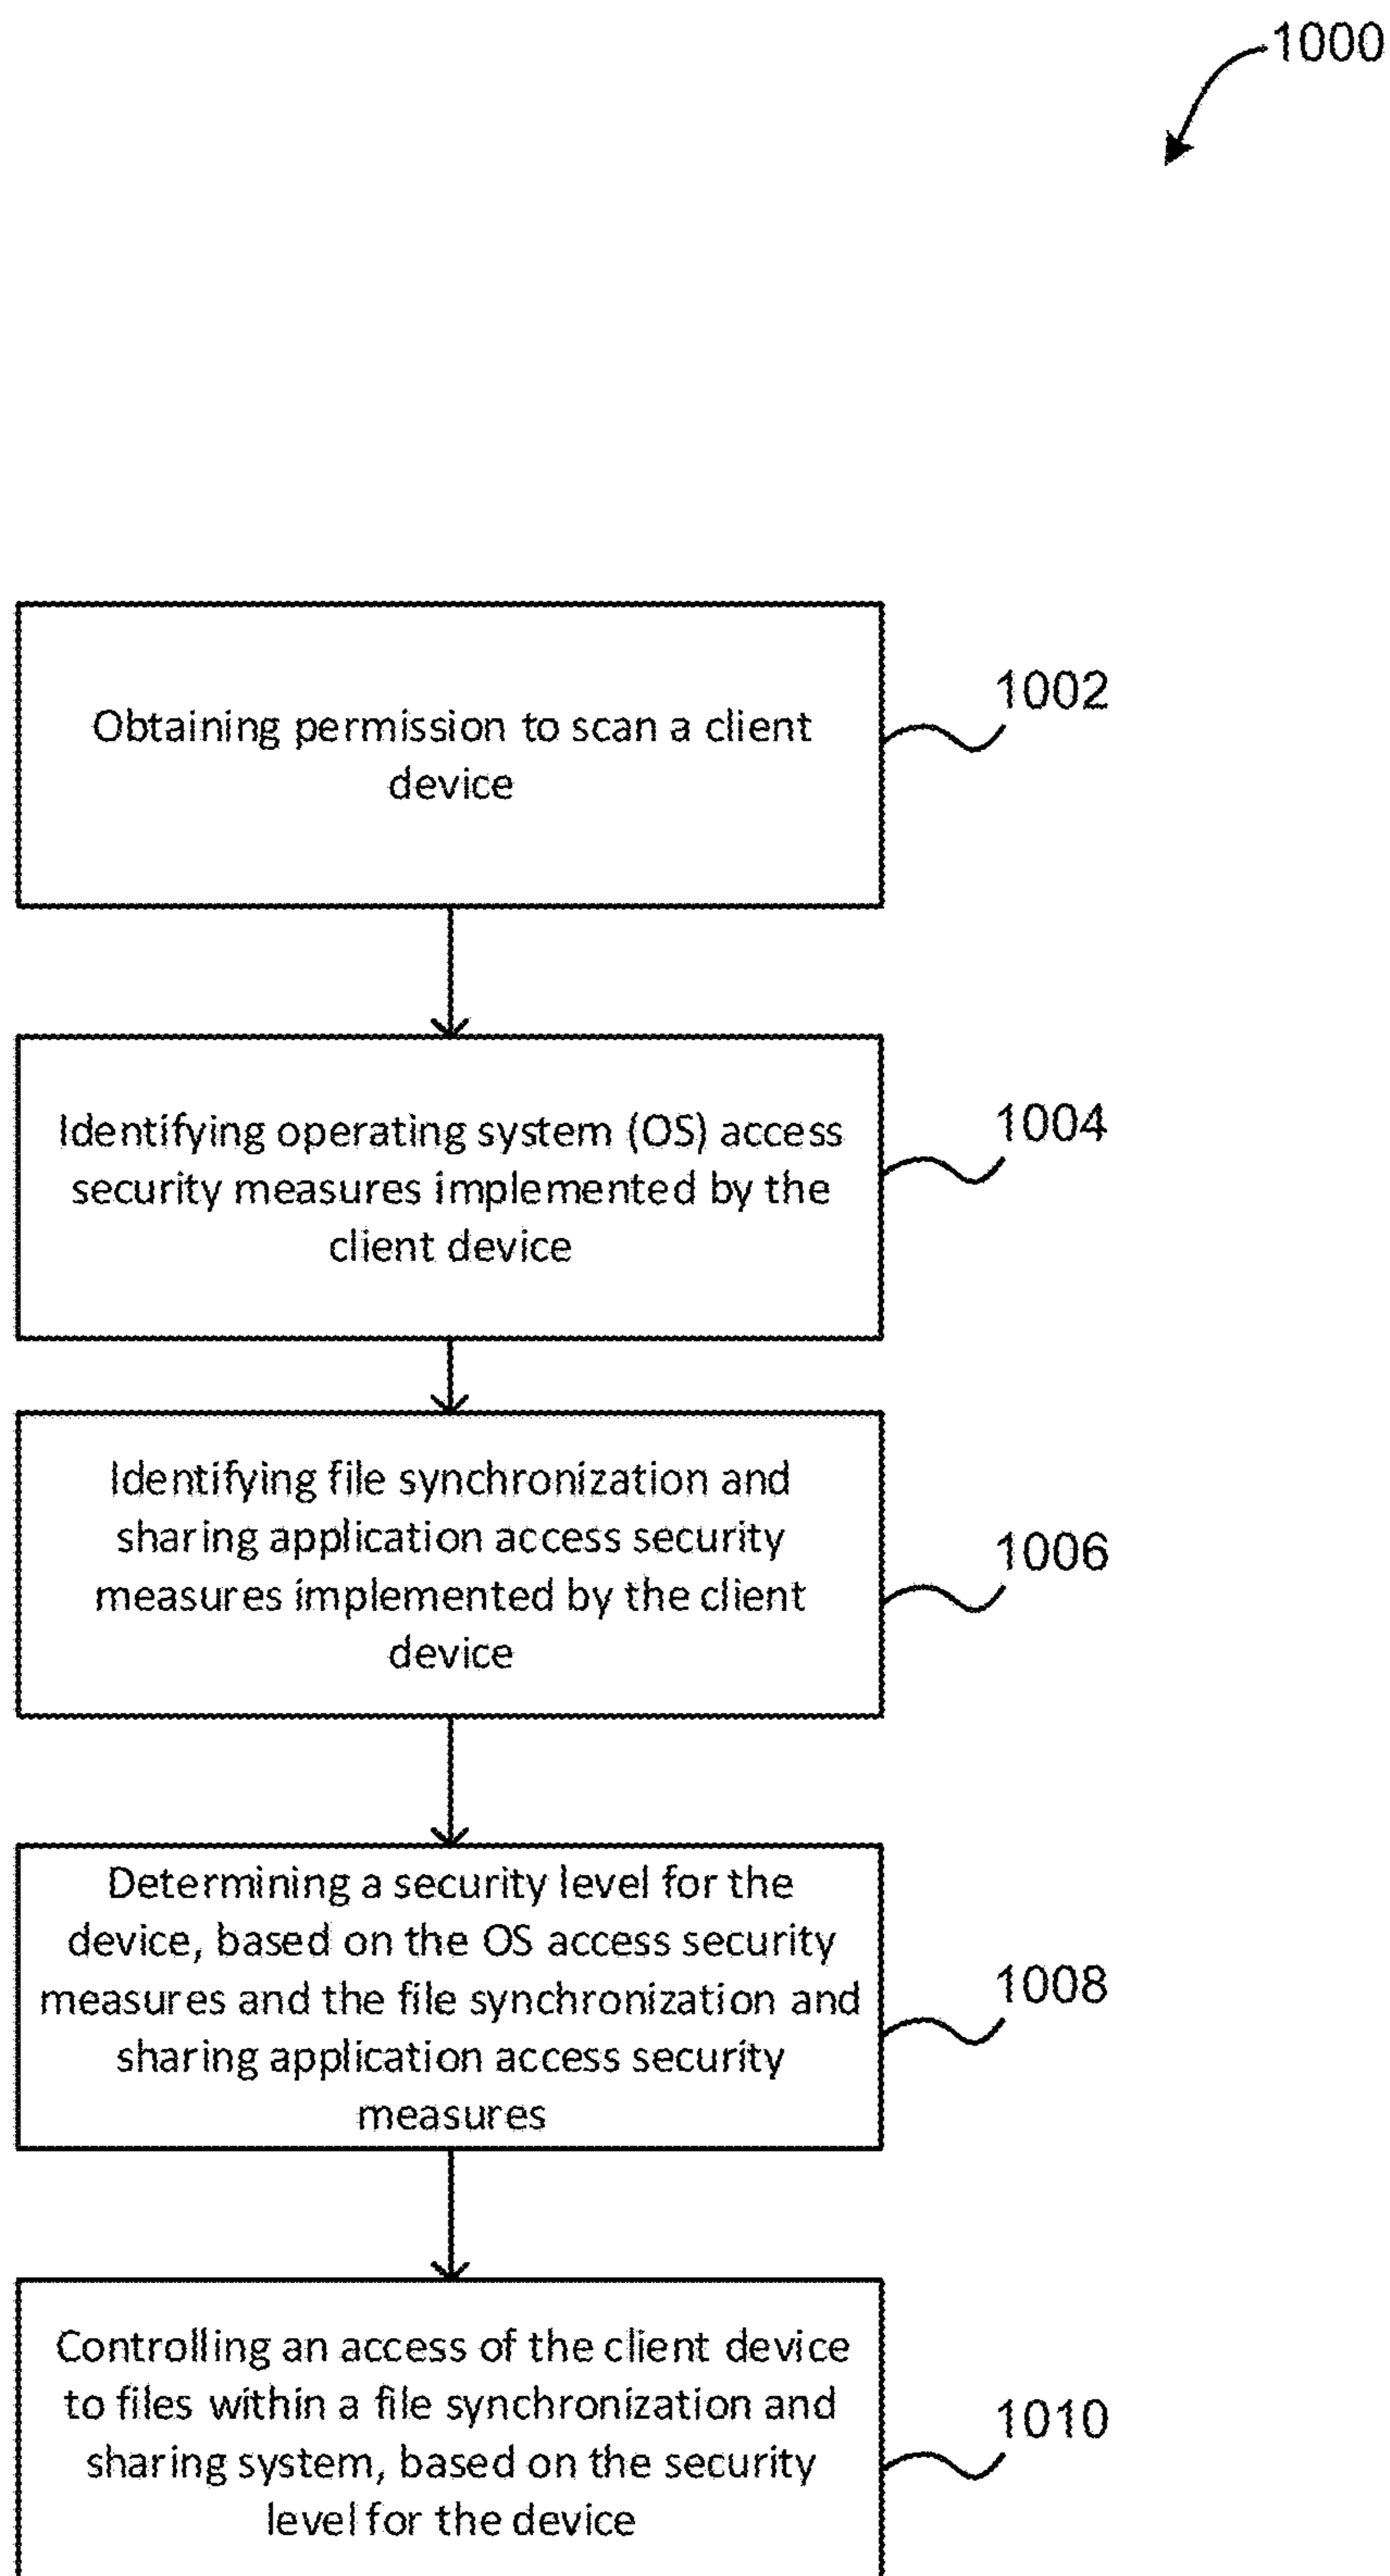 1000
Obtaining permission to scan a client
device
1002
Identifying operating system (OS) access
security measures implemented by the
client device
1004
Identifying file synchronization and
sharing application access security
measures implemented by the client
device
1006
Determining a security level for the
device, based on the OS access security
measures and the file synchronization and
sharing application access security
measures
1008
Controlling an access of the client device
to files within a file synchronization and
sharing system, based on the security
level for the device
1010